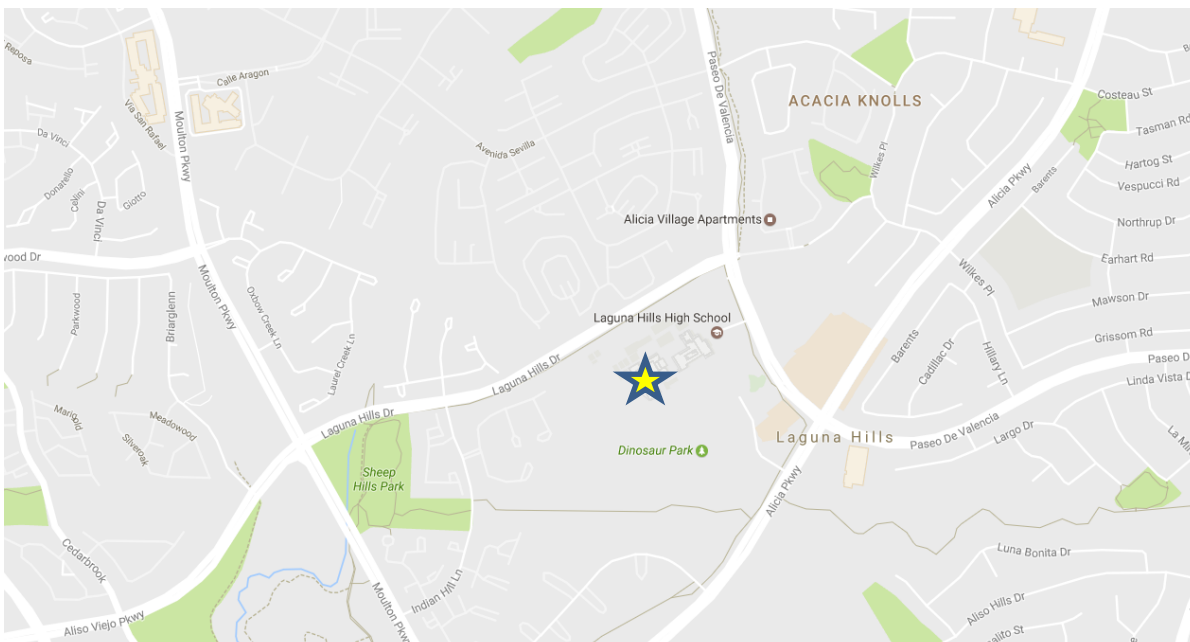 Reposa
Calle Aragon
Via San Rafael
Moulton Pkwy
Paseo De Valencia
ACACIA KNOLLS
Costeau St
Tasman Rd
Hartog St
Vespucci Rd
Barents
Alicia Pkwy
Avenida Sevilla
Wilkes Pl
Da Vinci
Donatello
Cellini
Giotto
Da Vinci
Alicia Village Apartments
Northrup Dr
Earhart Rd
wood Dr
Moulton Pkwy
Wilkes Pl
Mawson Dr
Parkwood
Briarglenn
Oxbow Creek Ln
Laurel Creek Ln
Laguna Hills High School
Barents
Cadillac Dr
Hillary Ln
Grissom Rd
Paseo D
Linda Vista D
Laguna Hills Dr
Laguna Hills Dr
Marigold
Meadowood
Silveroak
Laguna Hills
Paseo De Valencia
Largo Dr
La Mi
Dinosaur Park
Sheep
Hills Park
Alicia Pkwy
Cedarbrook
Indian Hill Ln
Moulton Pkwy
Aliso Viejo Pkwy
Luna Bonita Dr
Aliso Hills Dr
alifo St